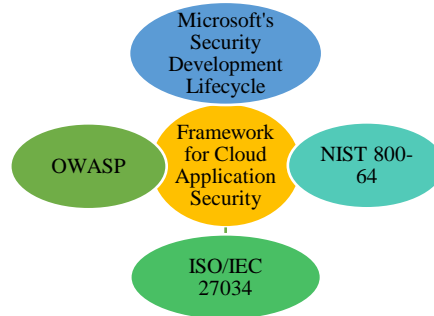 Microsoft's
Security
Development
Lifecycle
OWASP
Framework
for Cloud
Application
Security
NIST 800-
64
ISO/IEC
27034